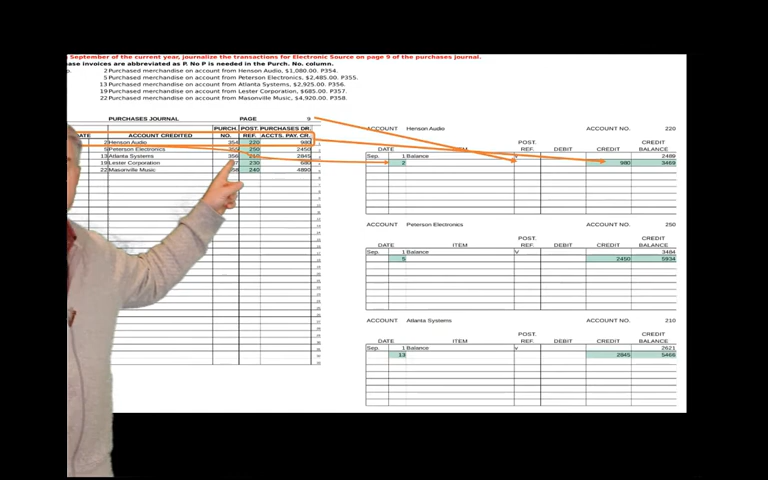 September of the current year, journalize the transactions for Electronic Source on page 9 of the purchases journal.
ase invoices are abbreviated as P. No P is needed in the Purch. No. column.
2 Purchased merchandise on account from Henson Audio, $1,080.00. P354.
5 Purchased merchandise on account from Peterson Electronics, $2,485.00. P355.
13 Purchased merchandise on account from Atlanta Systems, $2,925.00. P356.
19 Purchased merchandise on account from Lester Corporation, $685.00. P357.
22 Purchased merchandise on account from Masonville Music, $4,920.00. P358.
PURCHASES JOURNAL PAGE 9
PURCH. POST. PURCHASES DR.
ATE ACCOUNT CREDITED NO. REF. ACCTS. PAY. CR.
2 Henson Audio 354 220 980
5 Peterson Electronics 250 2450
13 Atlanta Systems 356 210 2845
Lester Corporation 230 680
22 Masonville Music 58 240 4800
ACCOUNT Henson Audio ACCOUNT NO. 220
POST. CREDIT
DATE ITEM REF. DEBIT CREDIT BALANCE
Sep. 1 Balance 2489
2 980 3469
ACCOUNT Peterson Electronics ACCOUNT NO. 250
POST. CREDIT
DATE ITEM REF. DEBIT CREDIT BALANCE
Sep. 1 Balance V 3484
5 2450 5934
ACCOUNT Atlanta Systems ACCOUNT NO. 210
POST. CREDIT
DATE ITEM REF. DEBIT CREDIT BALANCE
Sep. 1 Balance v 2621
13 2845 5466